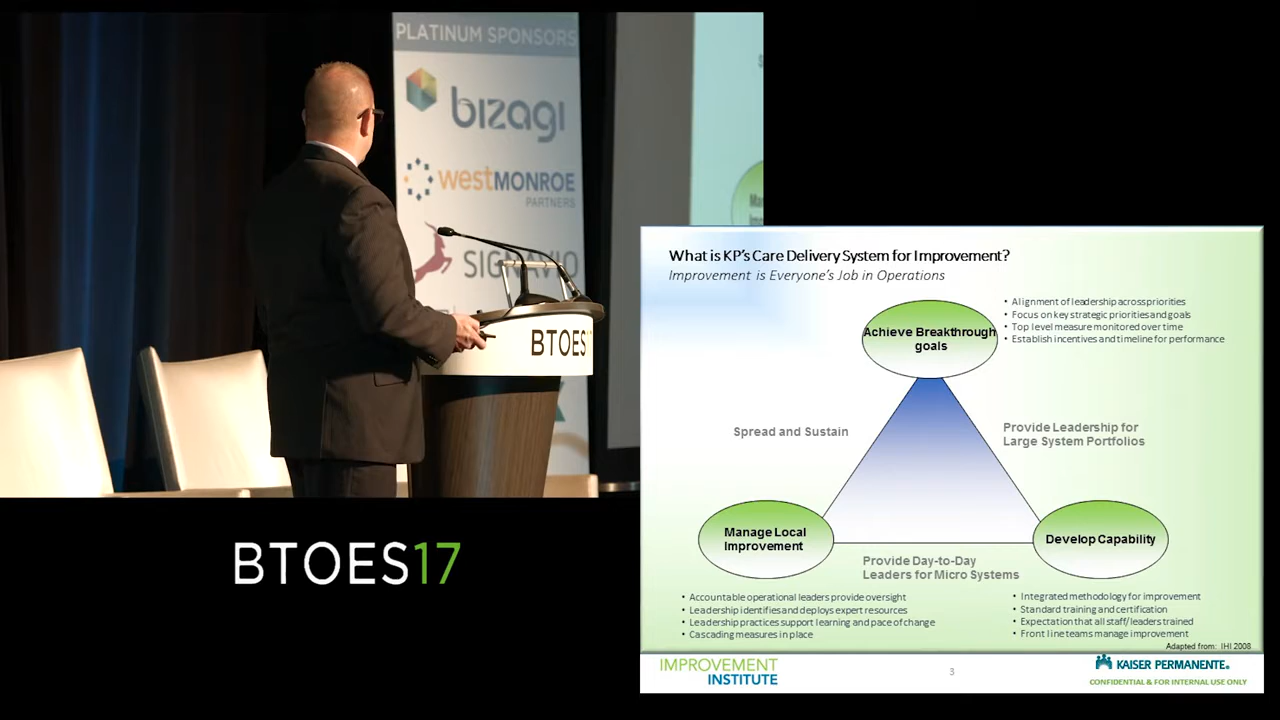 PLATINUM SPONSORS
bizagi
westMONROE
PARTNERS
SIGNAVIO
BTOES17
BTOES17
What is KP's Care Delivery System for Improvement?
Improvement is Everyone's Job in Operations
Achieve Breakthrough
goals
• Alignment of leadership across priorities
• Focus on key strategic priorities and goals
• Top level measure monitored over time
• Establish incentives and timeline for performance
Spread and Sustain
Provide Leadership for
Large System Portfolios
Manage Local
Improvement
Develop Capability
Provide Day-to-Day
Leaders for Micro Systems
• Accountable operational leaders provide oversight
• Leadership identifies and deploys expert resources
• Leadership practices support learning and pace of change
• Cascading measures in place
• Integrated methodology for improvement
• Standard training and certification
• Expectation that all staff/leaders trained
• Front line teams manage improvement
Adapted from: IHI 2008
IMPROVEMENT
INSTITUTE
3
KAISER PERMANENTE®
CONFIDENTIAL & FOR INTERNAL USE ONLY